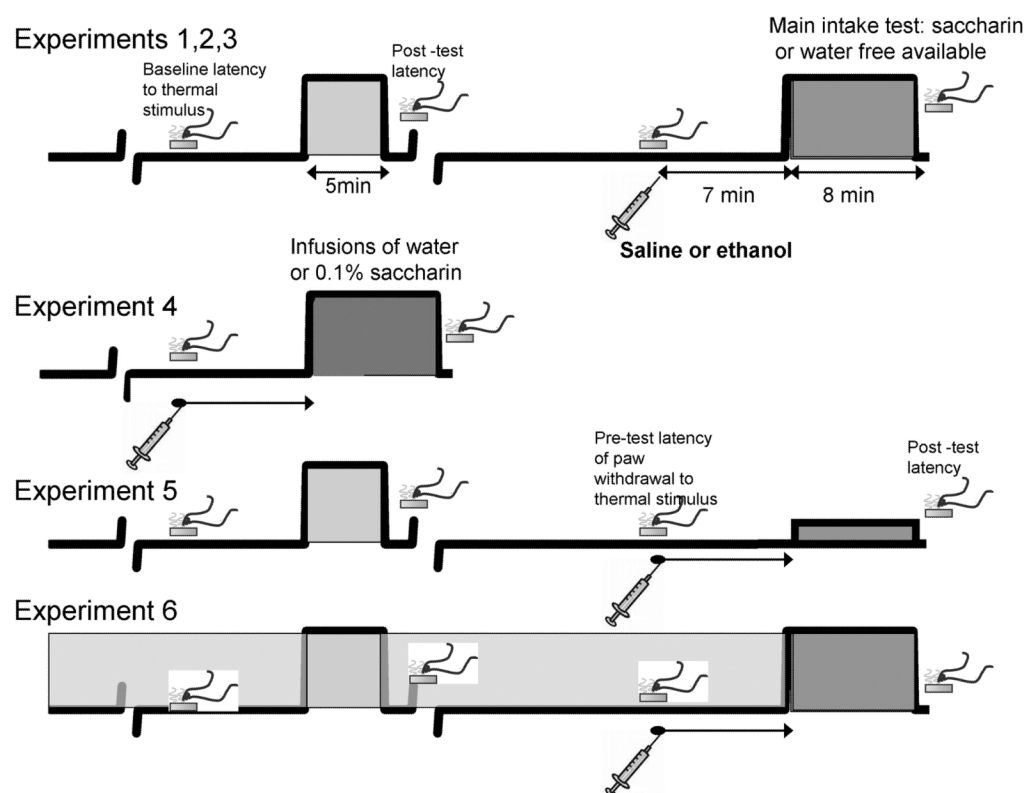 Experiments 1,2,3
Baseline latency
to thermal
stimulus
Post -test
latency
Main intake test: saccharin
or water free available
5min
7 min
8 min
Saline or ethanol
Infusions of water
or 0.1% saccharin
Experiment 4
Pre-test latency
of paw
withdrawal to
thermal stimulus
Post -test
latency
Experiment 5
Experiment 6